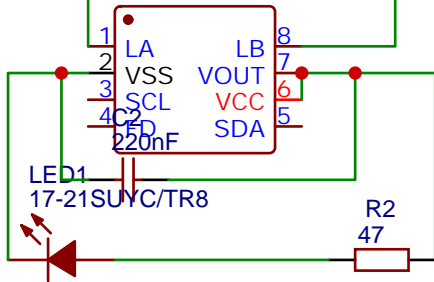 1 LA LB 8
2 VSS VOUT 7
3 SCL VCC 6
4 FD SDA 5
C2
220nF
LED1
17-21SUYC/TR8
R2
47